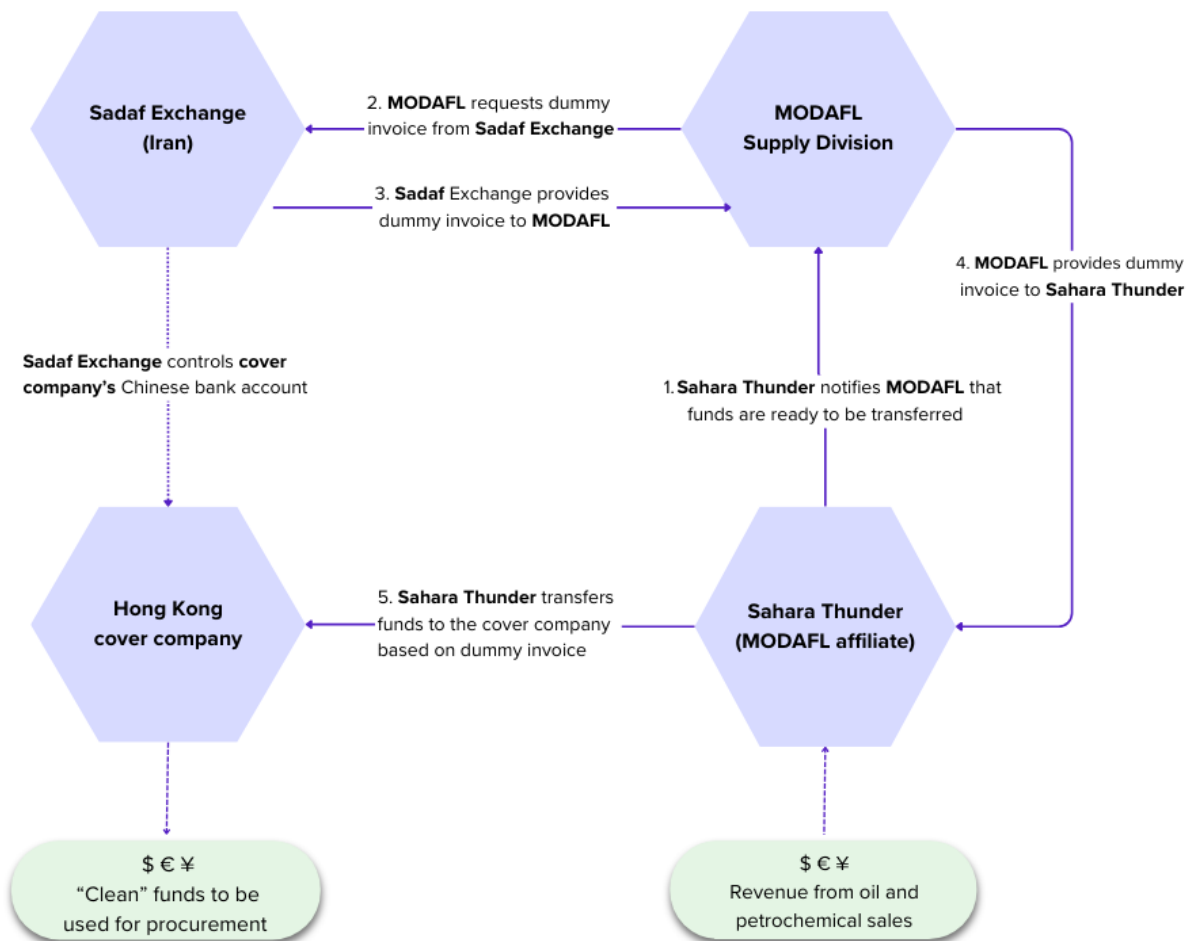 Sadaf Exchange
(Iran)
2. MODAFL requests dummy
invoice from Sadaf Exchange
MODAFL
Supply Division
3. Sadaf Exchange provides
dummy invoice to MODAFL
4. MODAFL provides dummy
invoice to Sahara Thunder
Sadaf Exchange controls cover
company’s Chinese bank account
1. Sahara Thunder notifies MODAFL that
funds are ready to be transferred
Hong Kong
cover company
5. Sahara Thunder transfers
funds to the cover company
based on dummy invoice
Sahara Thunder
(MODAFL affiliate)
$ € ¥
“Clean” funds to be
used for procurement
$ € ¥
Revenue from oil and
petrochemical sales